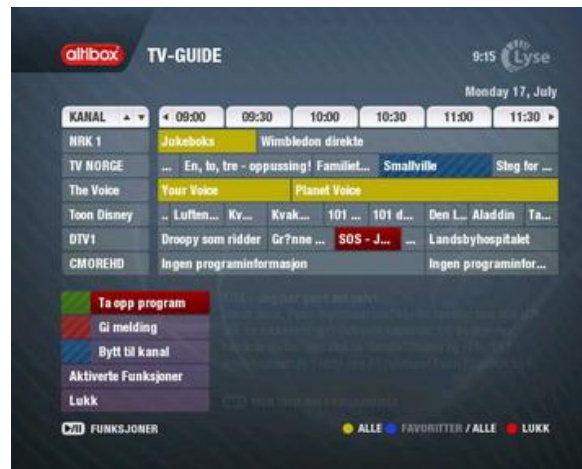 altibox TV-GUIDE 9:15 Lyse
Monday 17, July
KANAL 09:00 09:30 10:00 10:30 11:00 11:30
NRK 1 Jukeboks Wimbledon direkte
TV NORGE ... En, to, tre - oppussing! Familiet... Smallville Steg for ...
The Voice Your Voice Planet Voice
Toon Disney .. Luften... Kv... Kvak... 101 ... 101 d... Den L... Aladdin Ta...
DTV1 Droopy som ridder Gr?nne ... SOS - J... ... Landsbyhospitalet
CMOREHD Ingen programinformasjon Ingen programinfor...
Ta opp program
Gi melding
Bytt til kanal
Aktiverte Funksjoner
Lukk
FUNKSJONER ALLE FAVORITTER / ALLE LUKK